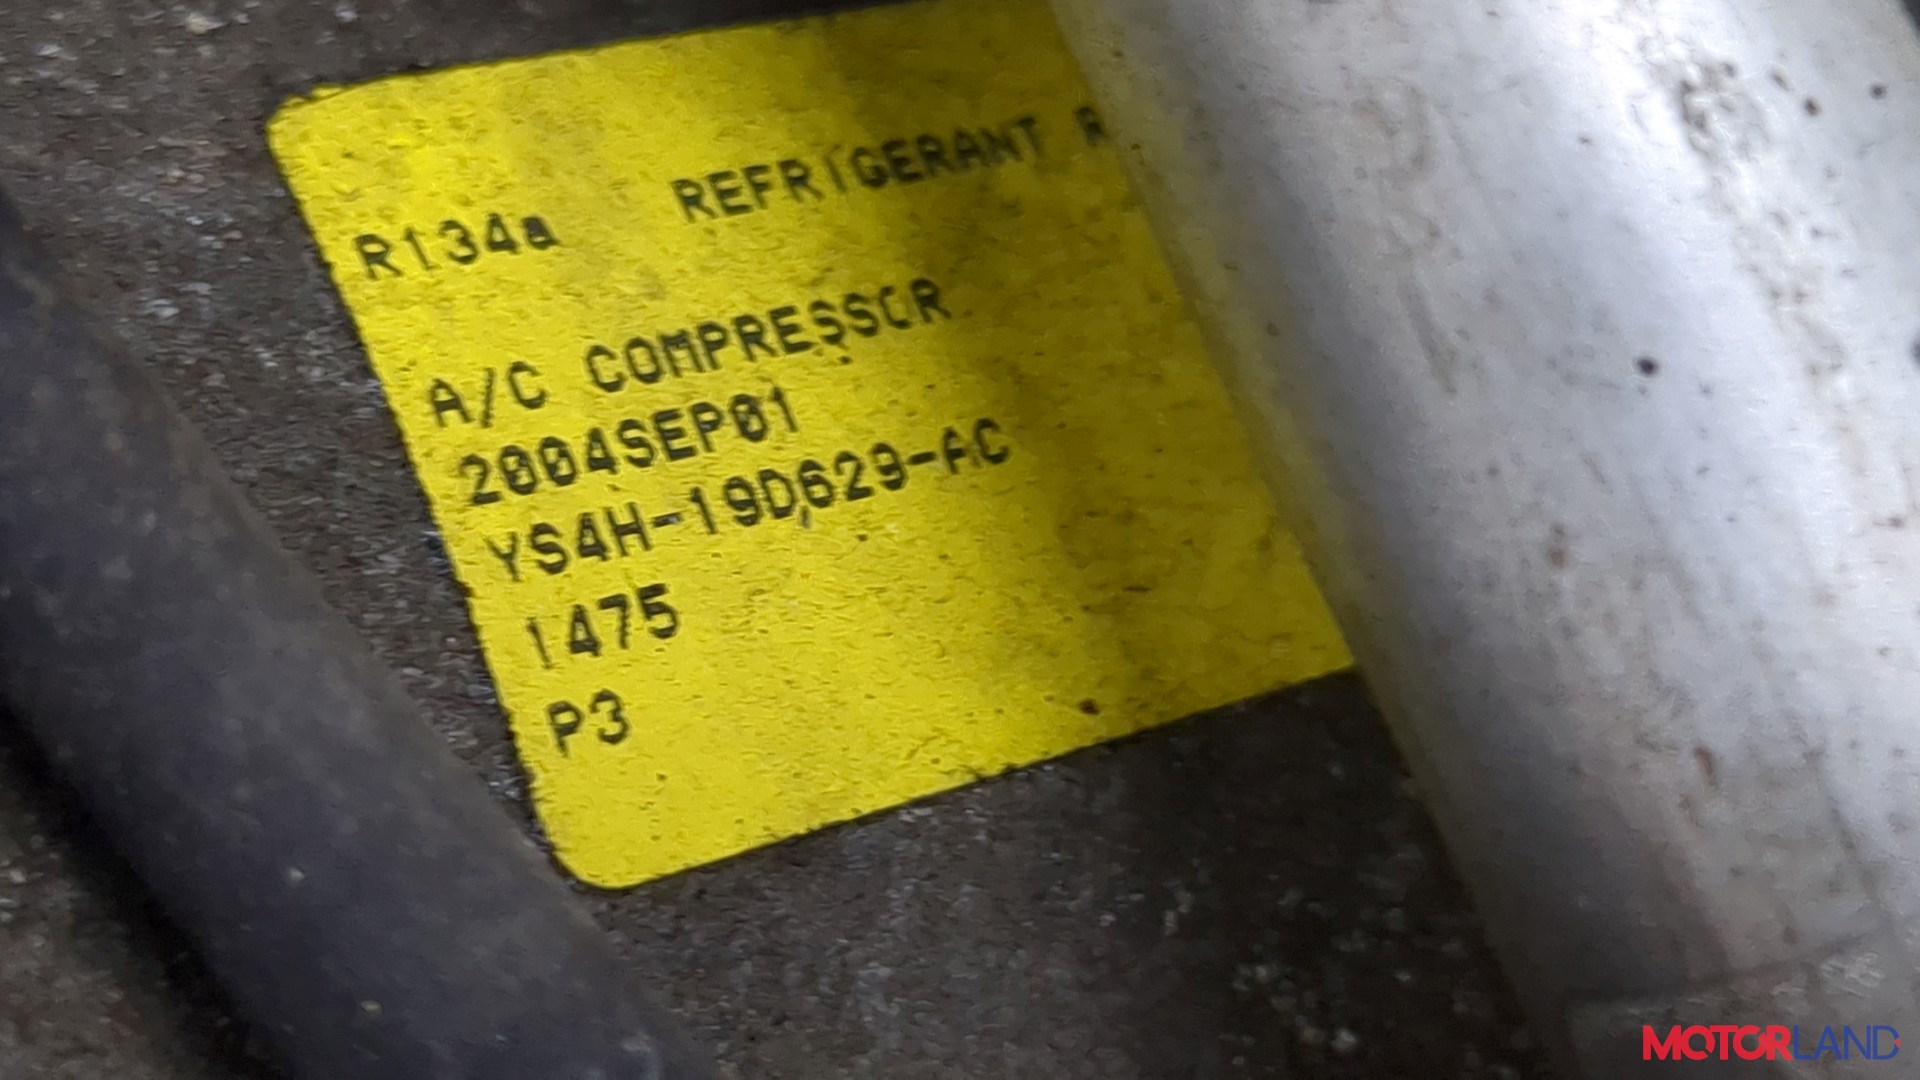 R134a REFRIGERANT R
A/C COMPRESSOR
2004SEP01
YS4H-19D629-AC
1475
P3
MOTORLAND